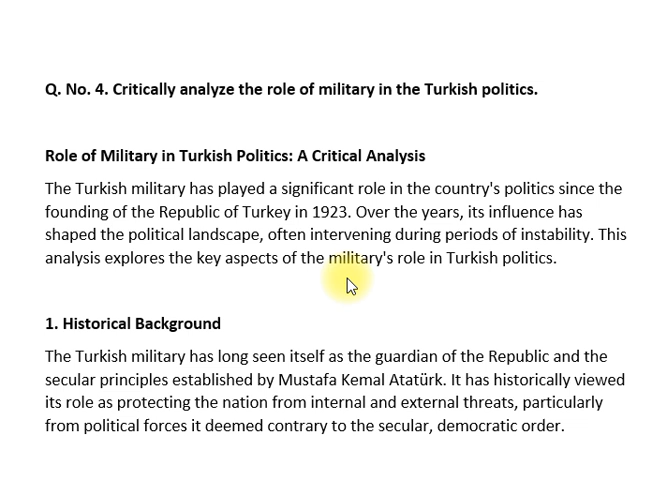 Q. No. 4. Critically analyze the role of military in the Turkish politics.
Role of Military in Turkish Politics: A Critical Analysis
The Turkish military has played a significant role in the country's politics since the
founding of the Republic of Turkey in 1923. Over the years, its influence has
shaped the political landscape, often intervening during periods of instability. This
analysis explores the key aspects of the military's role in Turkish politics.
1. Historical Background
The Turkish military has long seen itself as the guardian of the Republic and the
secular principles established by Mustafa Kemal Atatürk. It has historically viewed
its role as protecting the nation from internal and external threats, particularly
from political forces it deemed contrary to the secular, democratic order.